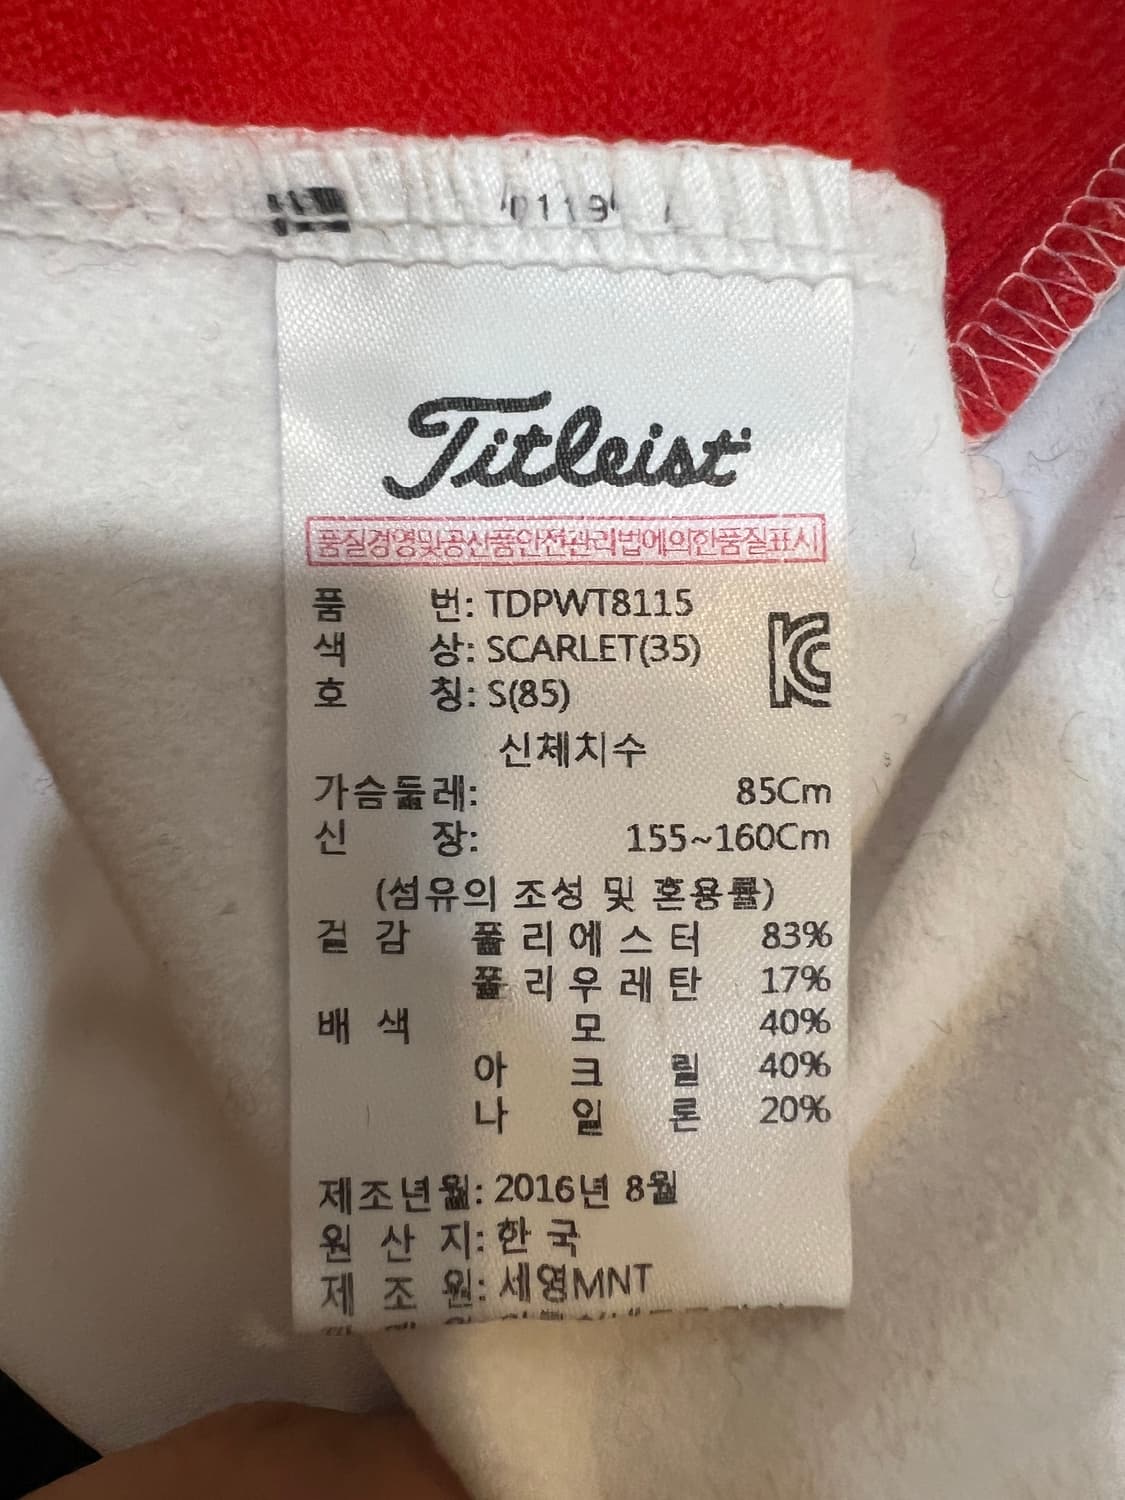 0119
Titleist
품질경영및공산품안전관리법에의한품질표시
품 번: TDPWT8115
색 상: SCARLET(35)
호 칭: S(85)
KC
신체치수
가슴둘레: 85Cm
신 장: 155~160Cm
(섬유의 조성 및 혼용률)
겉 감 폴 리 에 스 터 83%
폴 리 우 레 탄 17%
배 색 모 40%
아 크 릴 40%
나 일 론 20%
제조년월: 2016년 8월
원 산 지: 한 국
제 조 원: 세영MNT